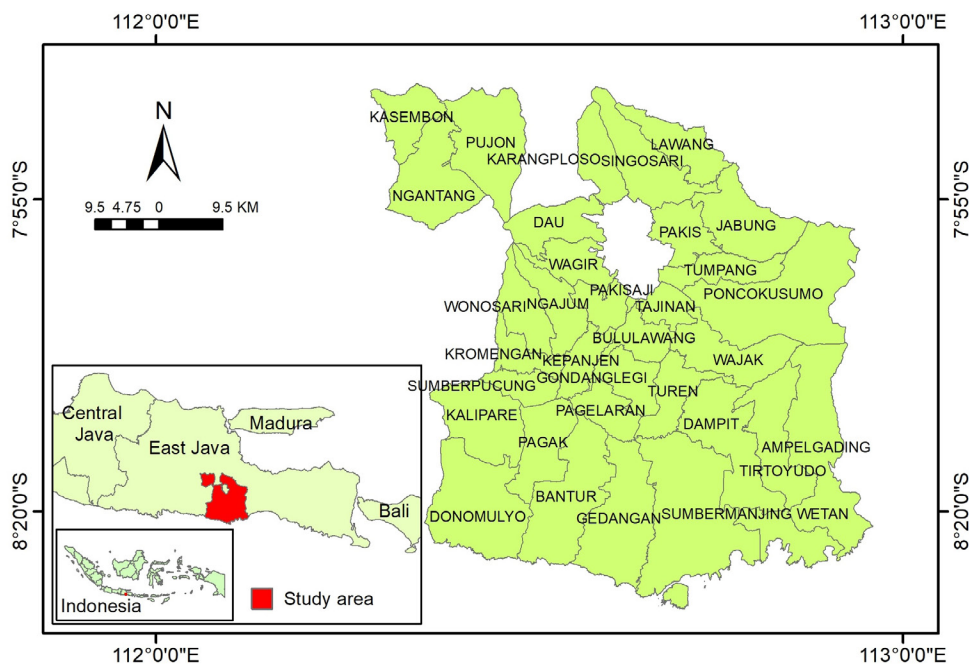 112°0'0"E
113°0'0"E
N
7°55'0"S
7°55'0"S
9.5 4.75 0 9.5 KM
KASEMBON
PUJON
LAWANG
KARANGPLOSO
SINGOSARI
NGANTANG
DAU
PAKIS
JABUNG
WAGIR
TUMPANG
PAKISAJI
PONCOKUSUMO
WONOSARI
NGAJUM
TAJINAN
BULULAWANG
KROMENGAN
KEPANJEN
WAJAK
SUMBERPUCUNG
GONDANGLEGI
TUREN
KALIPARE
PAGELARAN
DAMPIT
PAGAK
AMPELGADING
TIRTOYUDO
BANTUR
DONOMULYO
GEDANGAN
SUMBERMANJING
WETAN
8°20'0"S
8°20'0"S
Central
Java
East Java
Madura
Bali
Indonesia
Study area
112°0'0"E
113°0'0"E